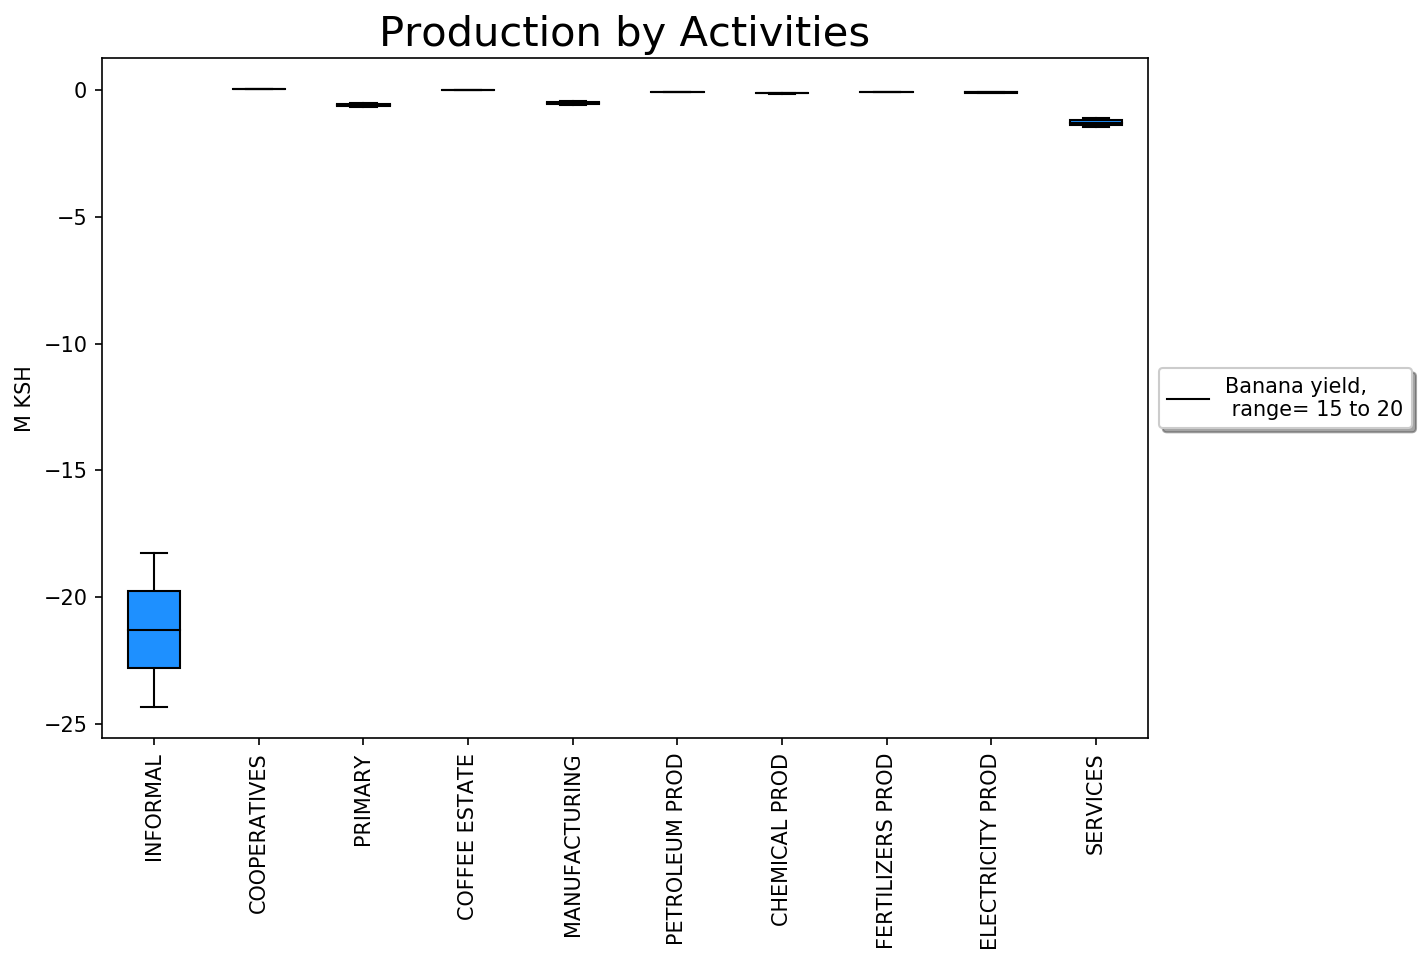 Production by Activities
M KSH
0
−5
−10
−15
−20
−25
INFORMAL
COOPERATIVES
PRIMARY
COFFEE ESTATE
MANUFACTURING
PETROLEUM PROD
CHEMICAL PROD
FERTILIZERS PROD
ELECTRICITY PROD
SERVICES
Banana yield,
range= 15 to 20